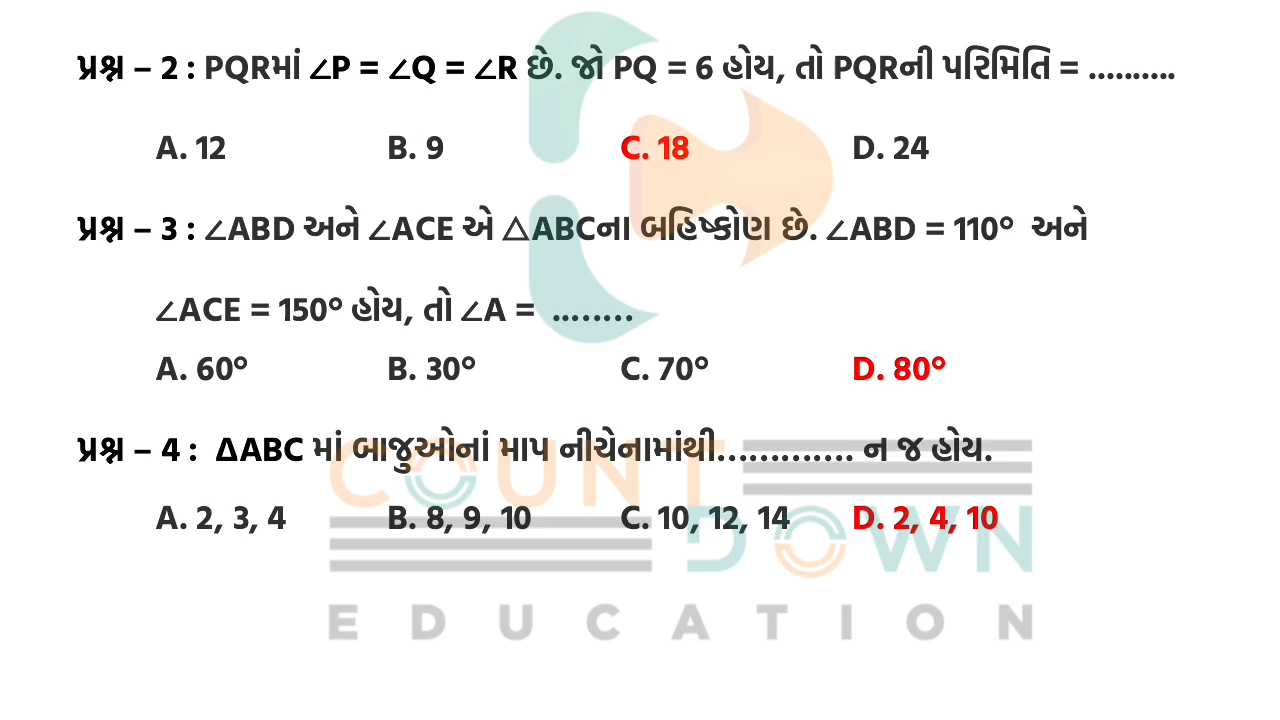 પ્રશ્ન – 2 : PQRમાં ∠P = ∠Q = ∠R છે. જો PQ = 6 હોય, તો PQRની પરિમિતિ = ..........
A. 12 B. 9 C. 18 D. 24
પ્રશ્ન – 3 : ∠ABD અને ∠ACE એ △ABCના બહિષ્કોણ છે. ∠ABD = 110° અને
∠ACE = 150° હોય, તો ∠A = ........
A. 60° B. 30° C. 70° D. 80°
પ્રશ્ન – 4 : ΔABC માં બાજુઓનાં માપ નીચેનામાંથી............. ન જ હોય.
A. 2, 3, 4 B. 8, 9, 10 C. 10, 12, 14 D. 2, 4, 10
COUNT
DOWN
EDUCATION